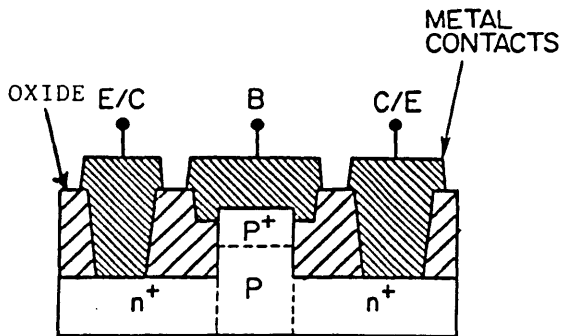 METAL
CONTACTS
OXIDE
E/C
B
C/E
P+
n+
P
n+